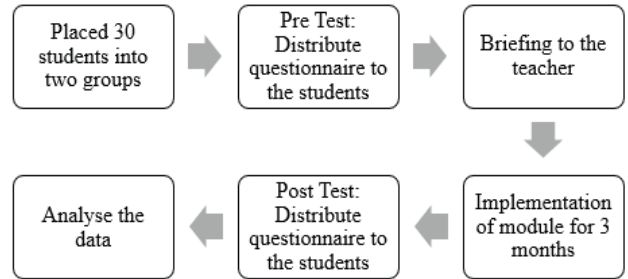 Placed 30
students into
two groups
Pre Test:
Distribute
questionnaire to
the students
Briefing to the
teacher
Implementation
of module for 3
months
Post Test:
Distribute
questionnaire to
the students
Analyse the
data